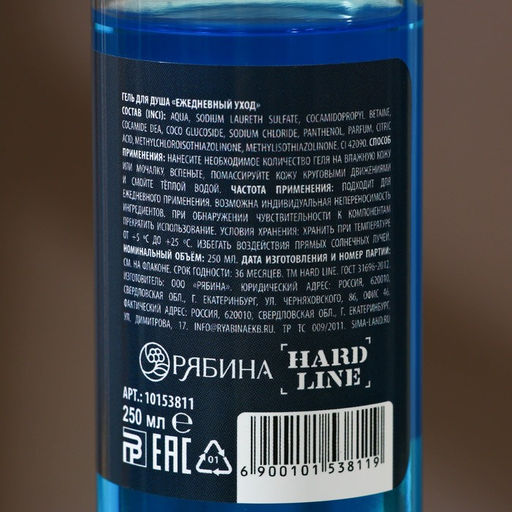 ГЕЛЬ ДЛЯ ДУША «ЕЖЕДНЕВНЫЙ УХОД»
СОСТАВ (INCI): AQUA, SODIUM LAURETH SULFATE, COCAMIDOPROPYL BETAINE,
COCAMIDE DEA, COCO GLUCOSIDE, SODIUM CHLORIDE, PANTHENOL, PARFUM, CITRIC
ACID, METHYLCHLOROISOTHIAZOLINONE, METHYLISOTHIAZOLINONE, CI 42090. СПОСОБ
ПРИМЕНЕНИЯ: НАНЕСИТЕ НЕОБХОДИМОЕ КОЛИЧЕСТВО ГЕЛЯ НА ВЛАЖНУЮ КОЖУ
ИЛИ МОЧАЛКУ, ВСПЕНЬТЕ, ПОМАССИРУЙТЕ КОЖУ КРУГОВЫМИ ДВИЖЕНИЯМИ
И СМОЙТЕ ТЁПЛОЙ ВОДОЙ. ЧАСТОТА ПРИМЕНЕНИЯ: ПОДХОДИТ ДЛЯ
ЕЖЕДНЕВНОГО ПРИМЕНЕНИЯ. ВОЗМОЖНА ИНДИВИДУАЛЬНАЯ НЕПЕРЕНОСИМОСТЬ
ИНГРЕДИЕНТОВ. ПРИ ОБНАРУЖЕНИИ ЧУВСТВИТЕЛЬНОСТИ К КОМПОНЕНТАМ
ПРЕКРАТИТЬ ИСПОЛЬЗОВАНИЕ. УСЛОВИЯ ХРАНЕНИЯ: ХРАНИТЬ ПРИ ТЕМПЕРАТУРЕ
ОТ +5 °С ДО +25 °С. ИЗБЕГАТЬ ВОЗДЕЙСТВИЯ ПРЯМЫХ СОЛНЕЧНЫХ ЛУЧЕЙ.
НОМИНАЛЬНЫЙ ОБЪЁМ: 250 МЛ. ДАТА ИЗГОТОВЛЕНИЯ И НОМЕР ПАРТИИ:
СМ. НА ФЛАКОНЕ. СРОК ГОДНОСТИ: 36 МЕСЯЦЕВ. ТМ HARD LINE. ГОСТ 31696-2012.
ИЗГОТОВИТЕЛЬ: ООО «РЯБИНА». ЮРИДИЧЕСКИЙ АДРЕС: РОССИЯ, 620010,
СВЕРДЛОВСКАЯ ОБЛ., Г. ЕКАТЕРИНБУРГ, УЛ. ЧЕРНЯХОВСКОГО, 86, ОФИС 46.
ФАКТИЧЕСКИЙ АДРЕС: РОССИЯ, 620010, СВЕРДЛОВСКАЯ ОБЛ., Г. ЕКАТЕРИНБУРГ,
УЛ. ДИМИТРОВА, 17. INFO@RYABINAEKB.RU. ТР ТС 009/2011. SIMA-LAND.RU
РЯБИНА
HARD
LINE
АРТ.: 10153811
250 МЛ e
РСТ EAC 01
6 900101 538119